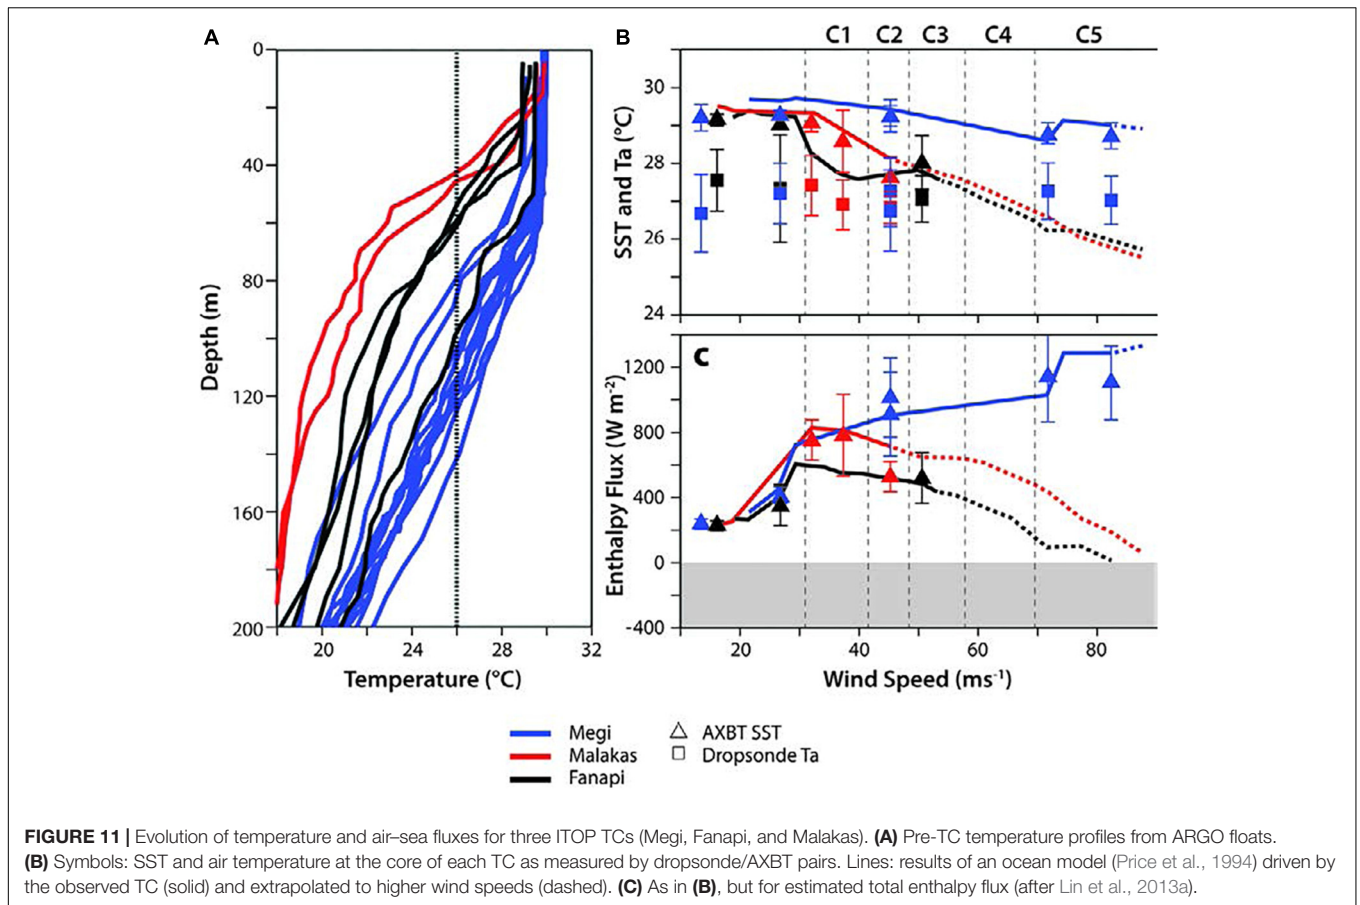 A
0
40
80
120
160
200
Depth (m)
20
24
28
32
Temperature (°C)
B
C1
C2
C3
C4
C5
30
28
26
24
SST and Ta (°C)
C
1200
800
400
0
-400
Enthalpy Flux (W m-2)
20
40
60
80
Wind Speed (ms-1)
Megi
Malakas
Fanapi
AXBT SST
Dropsonde Ta
FIGURE 11 | Evolution of temperature and air–sea fluxes for three ITOP TCs (Megi, Fanapi, and Malakas). (A) Pre-TC temperature profiles from ARGO floats.
(B) Symbols: SST and air temperature at the core of each TC as measured by dropsonde/AXBT pairs. Lines: results of an ocean model (Price et al., 1994) driven by
the observed TC (solid) and extrapolated to higher wind speeds (dashed). (C) As in (B), but for estimated total enthalpy flux (after Lin et al., 2013a).